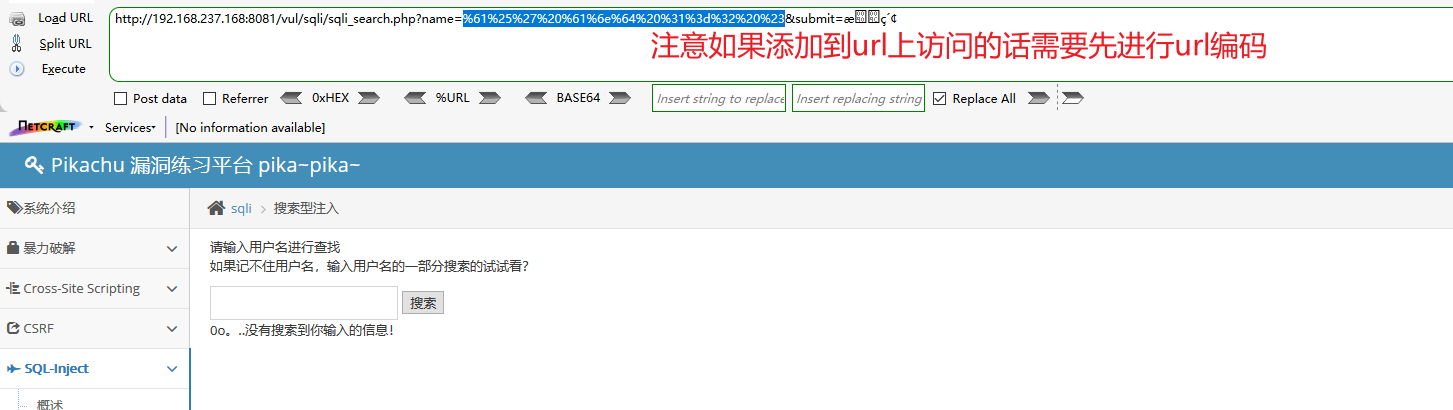 Load URL
Split URL
Execute
http://192.168.237.168:8081/vul/sqli/sqli_search.php?name=%61%25%27%20%61%6e%64%20%31%3d%32%20%23&submit=æç´¢
注意如果添加到url上访问的话需要先进行url编码
Post data Referrer 0xHEX %URL BASE64 Insert string to replace Insert replacing string Replace All
NETCRAFT Services [No information available]
Pikachu 漏洞练习平台 pika~pika~
系统介绍
暴力破解
Cross-Site Scripting
CSRF
SQL-Inject
概述
sqli > 搜索型注入
请输入用户名进行查找
如果记不住用户名，输入用户名的一部分搜索的试试看？
搜索
0o。..没有搜索到你输入的信息！